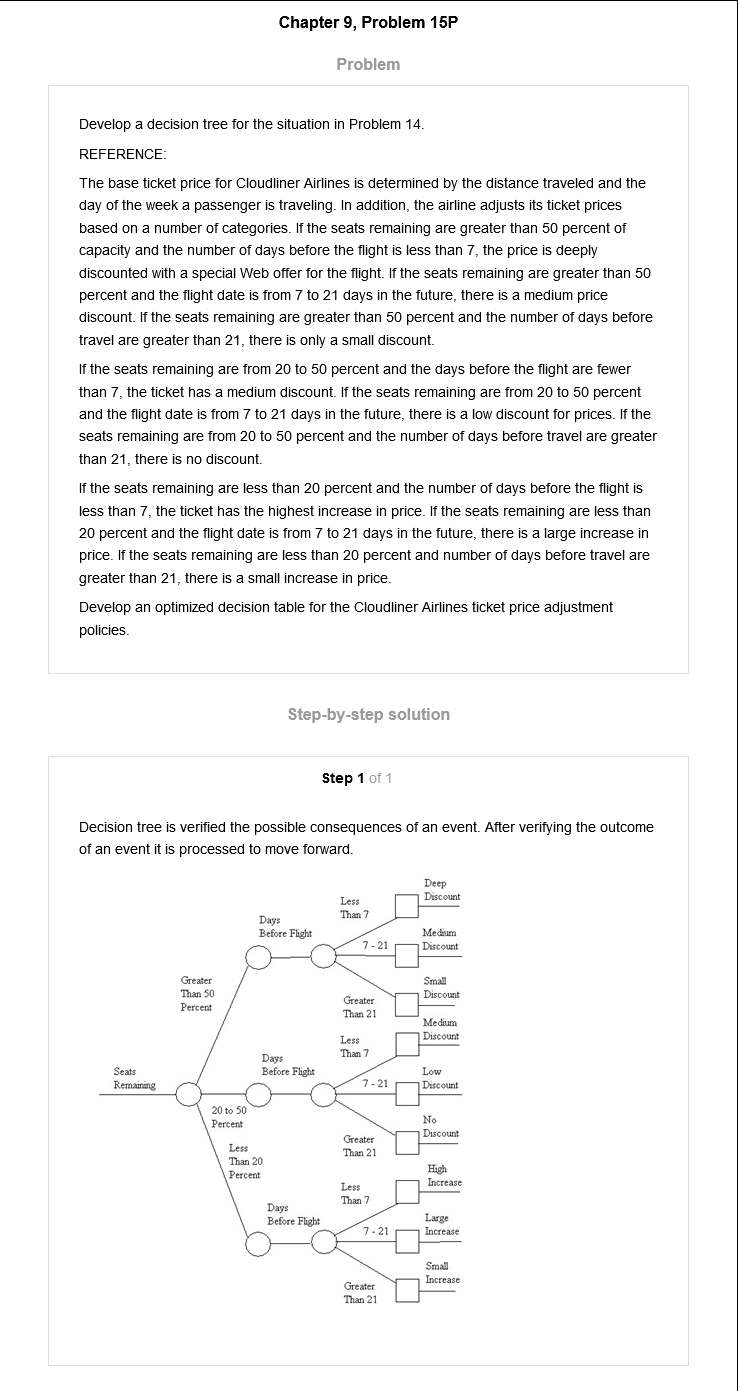 Chapter 9, Problem 15P
Problem
Develop a decision tree for the situation in Problem 14.
REFERENCE:
The base ticket price for Cloudliner Airlines is determined by the distance traveled and the
day of the week a passenger is traveling. In addition, the airline adjusts its ticket prices
based on a number of categories. If the seats remaining are greater than 50 percent of
capacity and the number of days before the flight is less than 7, the price is deeply
discounted with a special Web offer for the flight. If the seats remaining are greater than 50
percent and the flight date is from 7 to 21 days in the future, there is a medium price
discount. If the seats remaining are greater than 50 percent and the number of days before
travel are greater than 21, there is only a small discount.
If the seats remaining are from 20 to 50 percent and the days before the flight are fewer
than 7, the ticket has a medium discount. If the seats remaining are from 20 to 50 percent
and the flight date is from 7 to 21 days in the future, there is a low discount for prices. If the
seats remaining are from 20 to 50 percent and the number of days before travel are greater
than 21, there is no discount.
If the seats remaining are less than 20 percent and the number of days before the flight is
less than 7, the ticket has the highest increase in price. If the seats remaining are less than
20 percent and the flight date is from 7 to 21 days in the future, there is a large increase in
price. If the seats remaining are less than 20 percent and number of days before travel are
greater than 21, there is a small increase in price.
Develop an optimized decision table for the Cloudliner Airlines ticket price adjustment
policies.
Step-by-step solution
Step 1 of 1
Decision tree is verified the possible consequences of an event. After verifying the outcome
of an event it is processed to move forward.
Seats
Remaining
Greater
Than 50
Percent
Days
Before Flight
Less
Than 7
Deep
Discount
7 - 21
Medium
Discount
Greater
Than 21
Small
Discount
20 to 50
Percent
Days
Before Flight
Less
Than 7
Medium
Discount
7 - 21
Low
Discount
Greater
Than 21
No
Discount
Less
Than 20
Percent
Days
Before Flight
Less
Than 7
High
Increase
7 - 21
Large
Increase
Greater
Than 21
Small
Increase